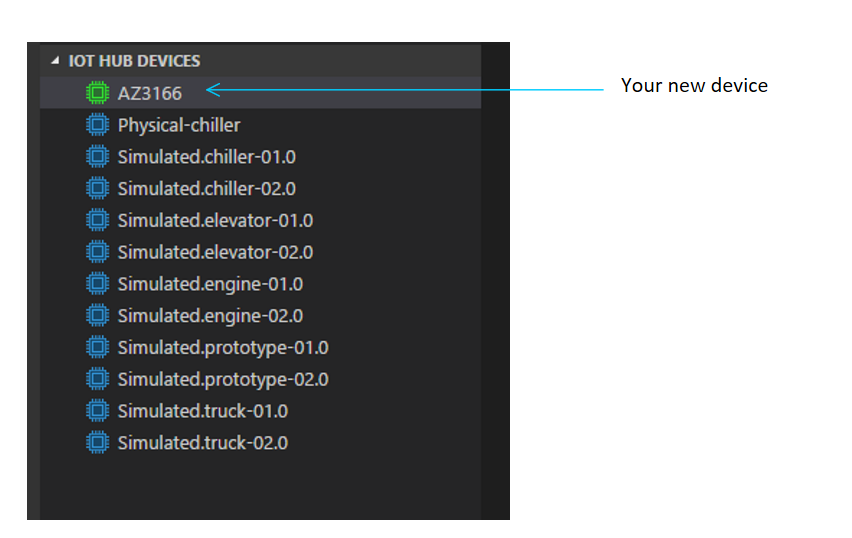 IOT HUB DEVICES
AZ3166
Your new device
Physical-chiller
Simulated.chiller-01.0
Simulated.chiller-02.0
Simulated.elevator-01.0
Simulated.elevator-02.0
Simulated.engine-01.0
Simulated.engine-02.0
Simulated.prototype-01.0
Simulated.prototype-02.0
Simulated.truck-01.0
Simulated.truck-02.0